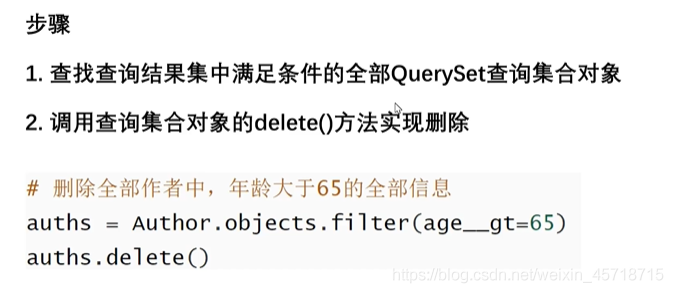 步骤
1. 查找查询结果集中满足条件的全部QuerySet查询集合对象
2. 调用查询集合对象的delete()方法实现删除
# 删除全部作者中，年龄大于65的全部信息
auths = Author.objects.filter(age__gt=65)
auths.delete()
https://blog.csdn.net/weixin_45718715